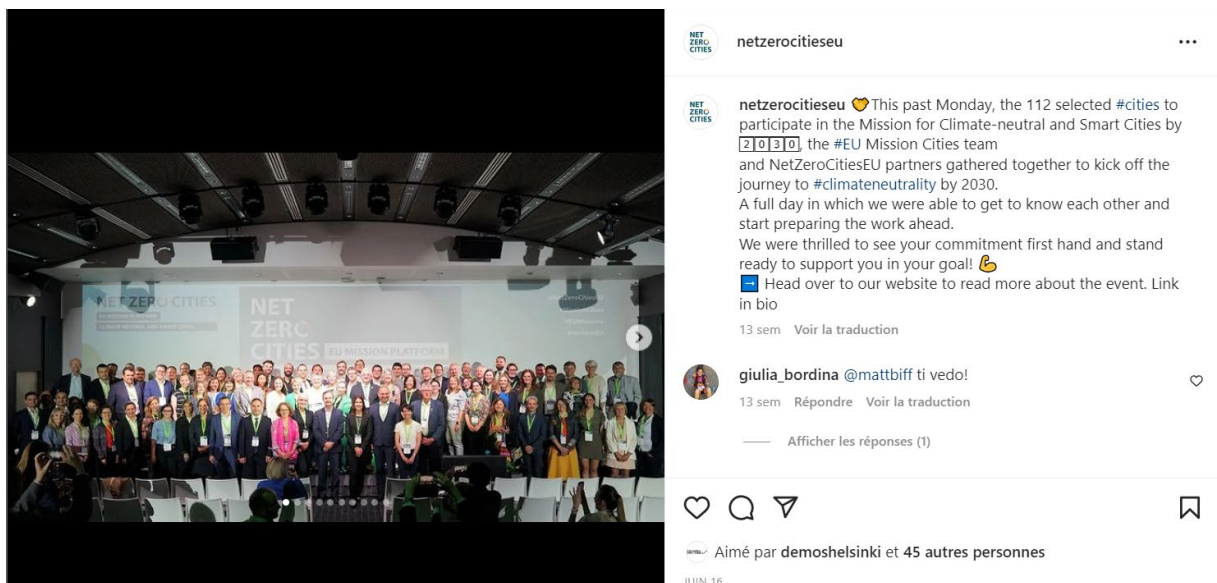 NET
ZERO
CITIES
netzerocitieseu
NET
ZERO
CITIES
netzerocitieseu 🤝This past Monday, the 112 selected #cities to
participate in the Mission for Climate-neutral and Smart Cities by
2030, the #EU Mission Cities team
and NetZeroCitiesEU partners gathered together to kick off the
journey to #climateneutrality by 2030.
A full day in which we were able to get to know each other and
start preparing the work ahead.
We were thrilled to see your commitment first hand and stand
ready to support you in your goal! 💪
➡️ Head over to our website to read more about the event. Link
in bio
13 sem Voir la traduction
giulia_bordina @mattbiff ti vedo!
13 sem Répondre Voir la traduction
Afficher les réponses (1)
Aimé par demoshelsinki et 45 autres personnes
JUIN 16
NET ZERO CITIES
EU MISSION PLATFORM
NET
ZERO
CITIES EU MISSION PLATFORM